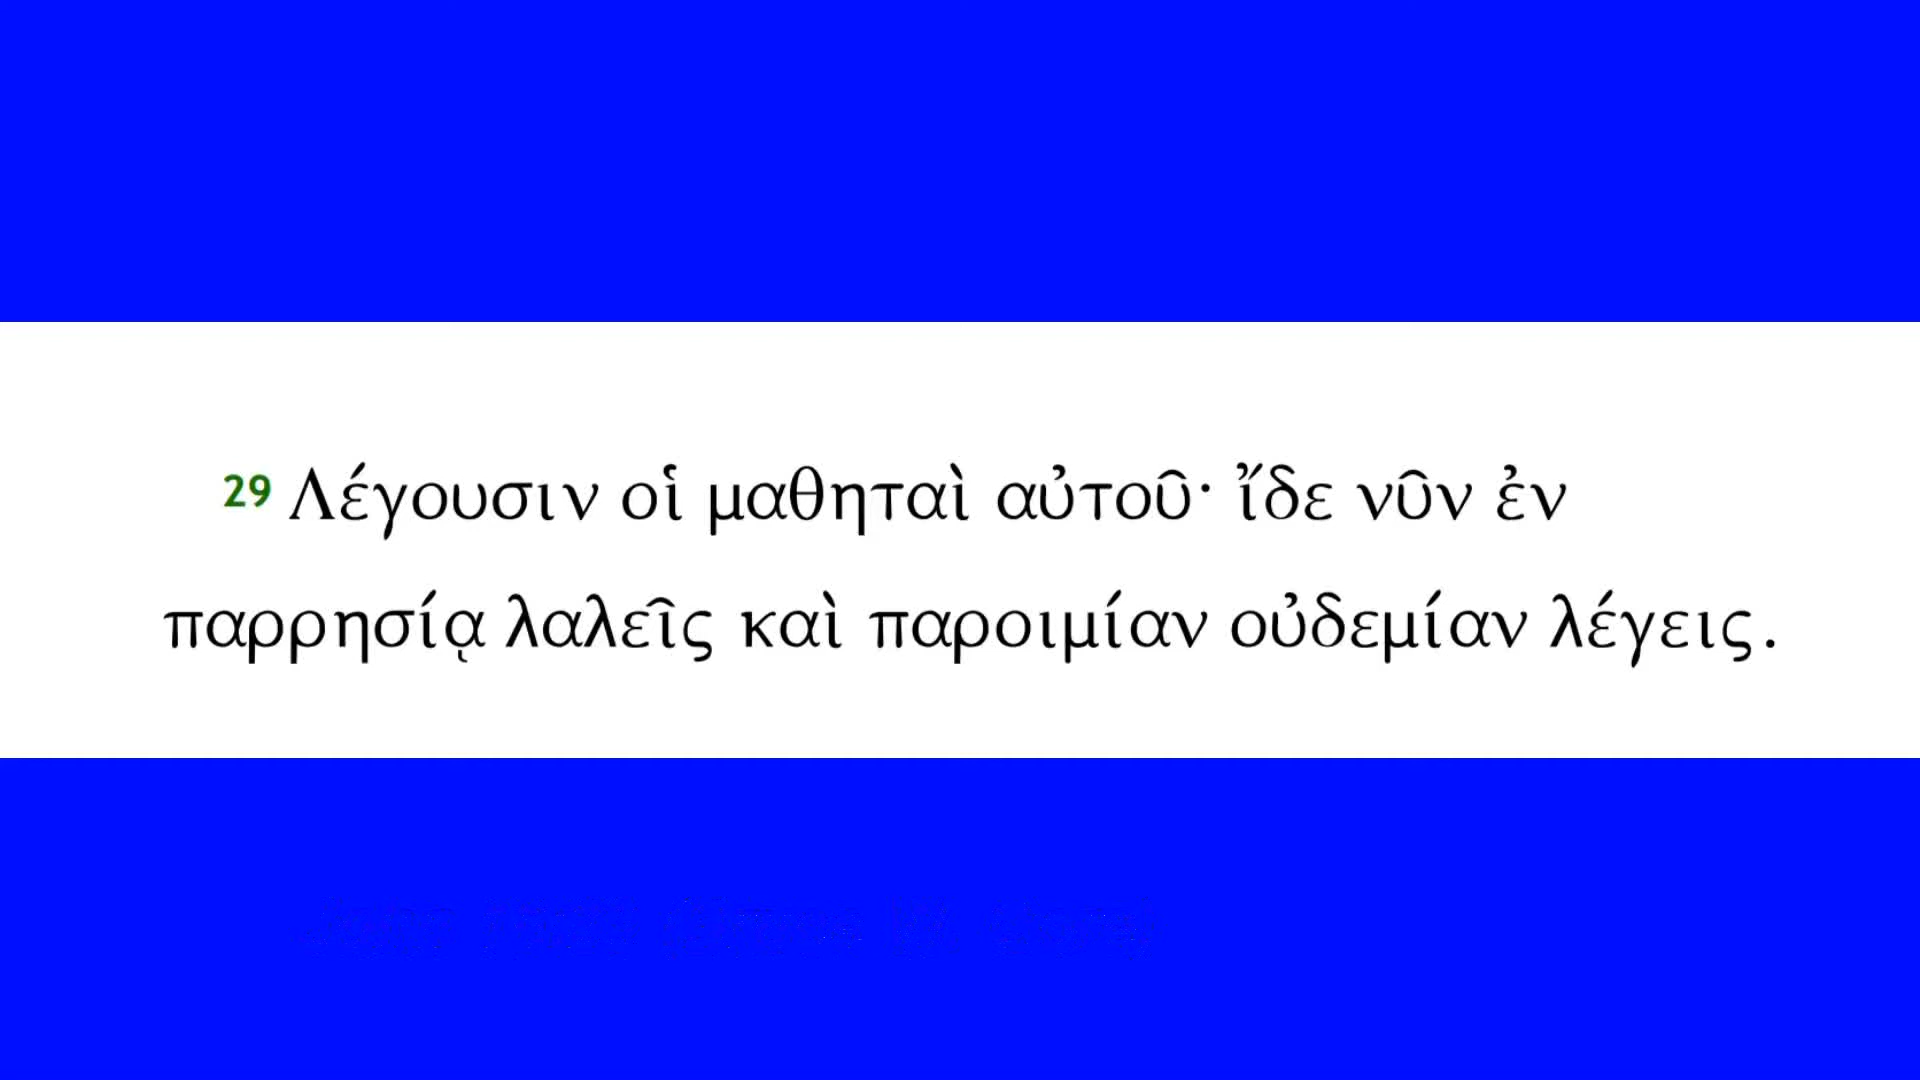 29 Λέγουσιν οἱ μαθηταὶ αὐτοῦ· ἴδε νῦν ἐν
παρρησίᾳ λαλεῖς καὶ παροιμίαν οὐδεμίαν λέγεις.